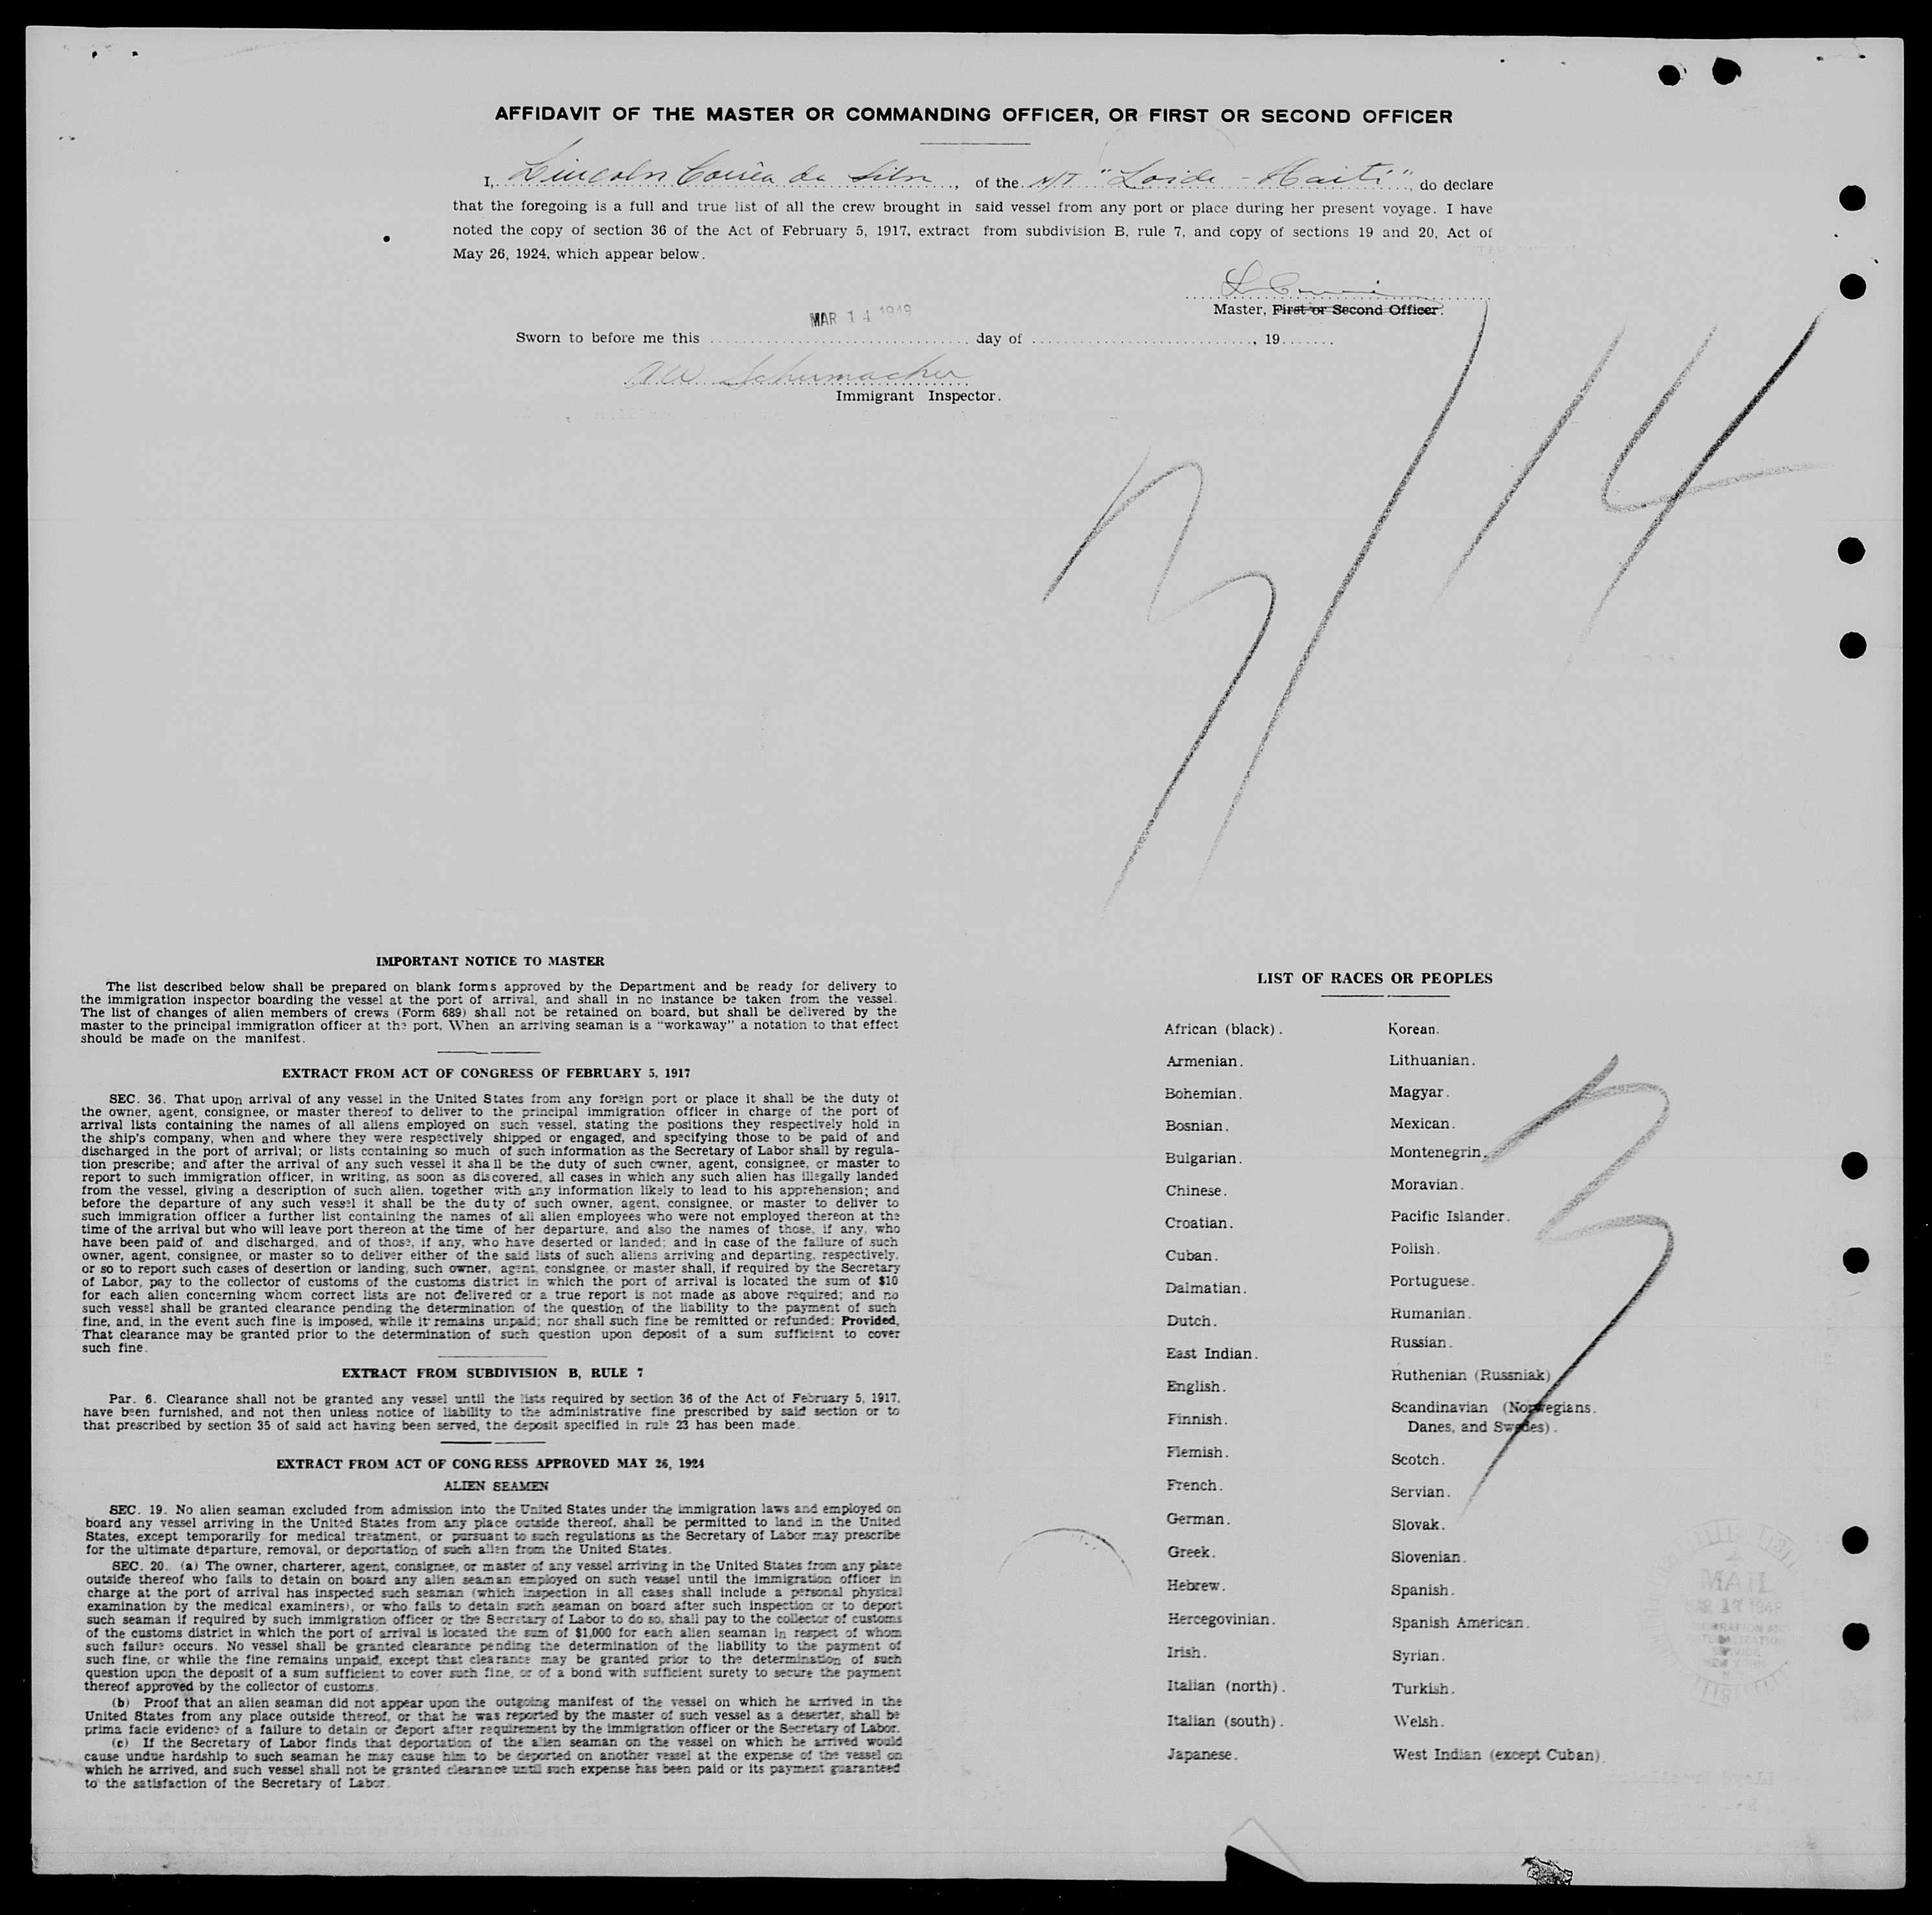 AFFIDAVIT OF THE MASTER OR COMMANDING OFFICER, OR FIRST OR SECOND OFFICER
I, Lincoln Corrêa da Silva, of the N/T "Loide - Haiti", do declare
that the foregoing is a full and true list of all the crew brought in said vessel from any port or place during her present voyage. I have
noted the copy of section 36 of the Act of February 5, 1917, extract from subdivision B, rule 7, and copy of sections 19 and 20, Act of
May 26, 1924, which appear below.
Master, First or Second Officer.
MAR 14 1949
Sworn to before me this day of , 19
A W Schumacher
Immigrant Inspector.
3/14
IMPORTANT NOTICE TO MASTER
The list described below shall be prepared on blank forms approved by the Department and be ready for delivery to
the immigration inspector boarding the vessel at the port of arrival, and shall in no instance be taken from the vessel.
The list of changes of alien members of crews (Form 689) shall not be retained on board, but shall be delivered by the
master to the principal immigration officer at the port, When an arriving seaman is a "workaway" a notation to that effect
should be made on the manifest.
EXTRACT FROM ACT OF CONGRESS OF FEBRUARY 5, 1917
SEC. 36. That upon arrival of any vessel in the United States from any foreign port or place it shall be the duty of
the owner, agent, consignee, or master thereof to deliver to the principal immigration officer in charge of the port of
arrival lists containing the names of all aliens employed on such vessel, stating the positions they respectively hold in
the ship's company, when and where they were respectively shipped or engaged, and specifying those to be paid of and
discharged in the port of arrival; or lists containing so much of such information as the Secretary of Labor shall by regula-
tion prescribe; and after the arrival of any such vessel it shall be the duty of such owner, agent, consignee, or master to
report to such immigration officer, in writing, as soon as discovered, all cases in which any such alien has illegally landed
from the vessel, giving a description of such alien, together with any information likely to lead to his apprehension; and
before the departure of any such vessel it shall be the duty of such owner, agent, consignee, or master to deliver to
such immigration officer a further list containing the names of all alien employees who were not employed thereon at the
time of the arrival but who will leave port thereon at the time of her departure, and also the names of those, if any, who
have been paid of and discharged, and of those, if any, who have deserted or landed; and in case of the failure of such
owner, agent, consignee, or master so to deliver either of the said lists of such aliens arriving and departing, respectively,
or so to report such cases of desertion or landing, such owner, agent, consignee, or master shall, if required by the Secretary
of Labor, pay to the collector of customs of the customs district in which the port of arrival is located the sum of $10
for each alien concerning whom correct lists are not delivered or a true report is not made as above required; and no
such vessel shall be granted clearance pending the determination of the question of the liability to the payment of such
fine, and, in the event such fine is imposed, while it remains unpaid; nor shall such fine be remitted or refunded: Provided,
That clearance may be granted prior to the determination of such question upon deposit of a sum sufficient to cover
such fine.
EXTRACT FROM SUBDIVISION B, RULE 7
Par. 6. Clearance shall not be granted any vessel until the lists required by section 36 of the Act of February 5, 1917,
have been furnished, and not then unless notice of liability to the administrative fine prescribed by said section or to
that prescribed by section 35 of said act having been served, the deposit specified in rule 23 has been made.
EXTRACT FROM ACT OF CONGRESS APPROVED MAY 26, 1924
ALIEN SEAMEN
SEC. 19. No alien seaman excluded from admission into the United States under the immigration laws and employed on
board any vessel arriving in the United States from any place outside thereof, shall be permitted to land in the United
States, except temporarily for medical treatment, or pursuant to such regulations as the Secretary of Labor may prescribe
for the ultimate departure, removal, or deportation of such alien from the United States.
SEC. 20. (a) The owner, charterer, agent, consignee, or master of any vessel arriving in the United States from any place
outside thereof who fails to detain on board any alien seaman employed on such vessel until the immigration officer in
charge at the port of arrival has inspected such seaman (which inspection in all cases shall include a personal physical
examination by the medical examiners), or who fails to detain such seaman on board after such inspection or to deport
such seaman if required by such immigration officer or the Secretary of Labor to do so, shall pay to the collector of customs
of the customs district in which the port of arrival is located the sum of $1,000 for each alien seaman in respect of whom
such failure occurs. No vessel shall be granted clearance pending the determination of the liability to the payment of
such fine, or while the fine remains unpaid, except that clearance may be granted prior to the determination of such
question upon the deposit of a sum sufficient to cover such fine, or of a bond with sufficient surety to secure the payment
thereof approved by the collector of customs.
(b) Proof that an alien seaman did not appear upon the outgoing manifest of the vessel on which he arrived in the
United States from any place outside thereof, or that he was reported by the master of such vessel as a deserter, shall be
prima facie evidence of a failure to detain or deport after requirement by the immigration officer or the Secretary of Labor.
(c) If the Secretary of Labor finds that deportation of the alien seaman on the vessel on which he arrived would
cause undue hardship to such seaman he may cause him to be deported on another vessel at the expense of the vessel on
which he arrived, and such vessel shall not be granted clearance until such expense has been paid or its payment guaranteed
to the satisfaction of the Secretary of Labor.
LIST OF RACES OR PEOPLES
African (black).
Armenian.
Bohemian.
Bosnian.
Bulgarian.
Chinese.
Croatian.
Cuban.
Dalmatian.
Dutch.
East Indian.
English.
Finnish.
Flemish.
French.
German.
Greek.
Hebrew.
Hercegovinian.
Irish.
Italian (north).
Italian (south).
Japanese.
Korean.
Lithuanian.
Magyar.
Mexican.
Montenegrin.
Moravian.
Pacific Islander.
Polish.
Portuguese.
Rumanian.
Russian.
Ruthenian (Russniak)
Scandinavian (Norwegians.
Danes, and Swedes).
Scotch.
Servian.
Slovak.
Slovenian.
Spanish.
Spanish American.
Syrian.
Turkish.
Welsh.
West Indian (except Cuban).
3
MAIL